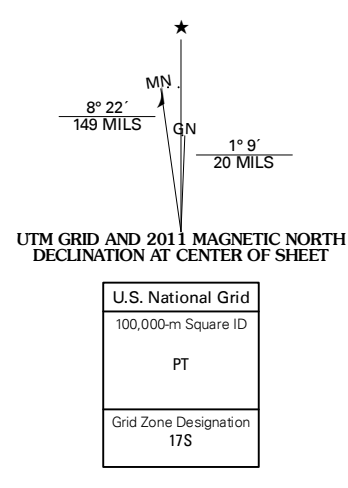 ★
MN
8° 22´
149 MILS
GN
1° 9´
20 MILS
UTM GRID AND 2011 MAGNETIC NORTH
DECLINATION AT CENTER OF SHEET
U.S. National Grid
100,000-m Square ID
PT
Grid Zone Designation
17S